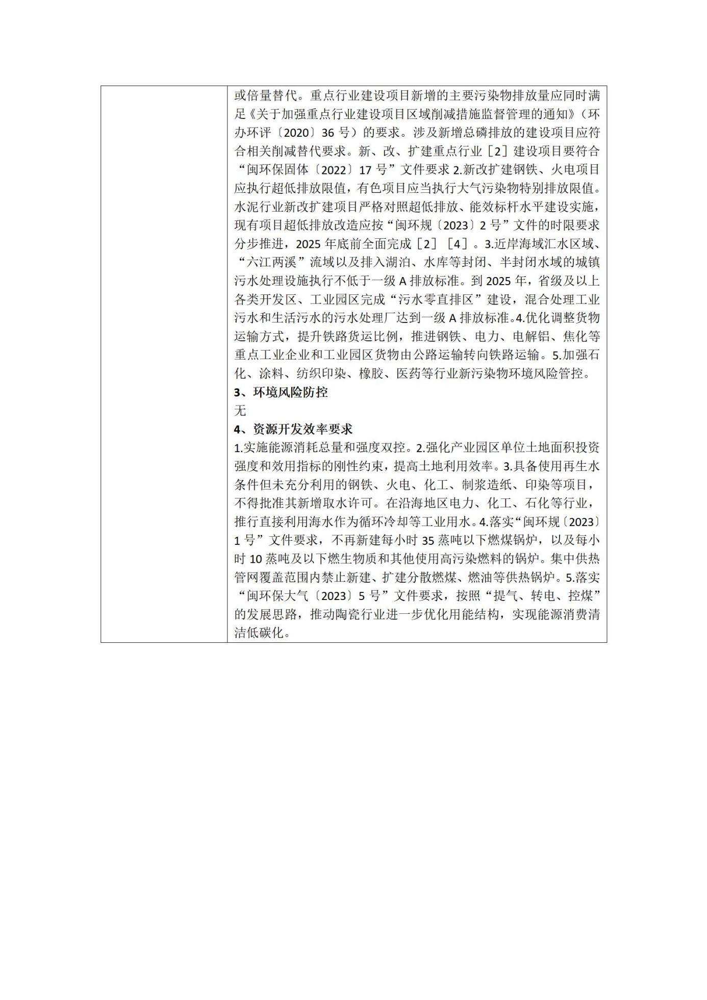 或倍量替代。重点行业建设项目新增的主要污染物排放量应同时满
足《关于加强重点行业建设项目区域削减措施监督管理的通知》（环
办环评〔2020〕36 号）的要求。涉及新增总磷排放的建设项目应符
合相关削减替代要求。新、改、扩建重点行业［2］建设项目要符合
“闽环保固体〔2022〕17 号”文件要求 2.新改扩建钢铁、火电项目
应执行超低排放限值，有色项目应当执行大气污染物特别排放限值。
水泥行业新改扩建项目严格对照超低排放、能效标杆水平建设实施，
现有项目超低排放改造应按“闽环规〔2023〕2 号”文件的时限要求
分步推进，2025 年底前全面完成［2］［4］。3.近岸海域汇水区域、
“六江两溪”流域以及排入湖泊、水库等封闭、半封闭水域的城镇
污水处理设施执行不低于一级 A 排放标准。到 2025 年，省级及以上
各类开发区、工业园区完成“污水零直排区”建设，混合处理工业
污水和生活污水的污水处理厂达到一级 A 排放标准。4.优化调整货物
运输方式，提升铁路货运比例，推进钢铁、电力、电解铝、焦化等
重点工业企业和工业园区货物由公路运输转向铁路运输。5.加强石
化、涂料、纺织印染、橡胶、医药等行业新污染物环境风险管控。
3、环境风险防控
无
4、资源开发效率要求
1.实施能源消耗总量和强度双控。2.强化产业园区单位土地面积投资
强度和效用指标的刚性约束，提高土地利用效率。3.具备使用再生水
条件但未充分利用的钢铁、火电、化工、制浆造纸、印染等项目，
不得批准其新增取水许可。在沿海地区电力、化工、石化等行业，
推行直接利用海水作为循环冷却等工业用水。4.落实“闽环规〔2023〕
1 号”文件要求，不再新建每小时 35 蒸吨以下燃煤锅炉，以及每小
时 10 蒸吨及以下燃生物质和其他使用高污染燃料的锅炉。集中供热
管网覆盖范围内禁止新建、扩建分散燃煤、燃油等供热锅炉。5.落实
“闽环保大气〔2023〕5 号”文件要求，按照“提气、转电、控煤”
的发展思路，推动陶瓷行业进一步优化用能结构，实现能源消费清
洁低碳化。